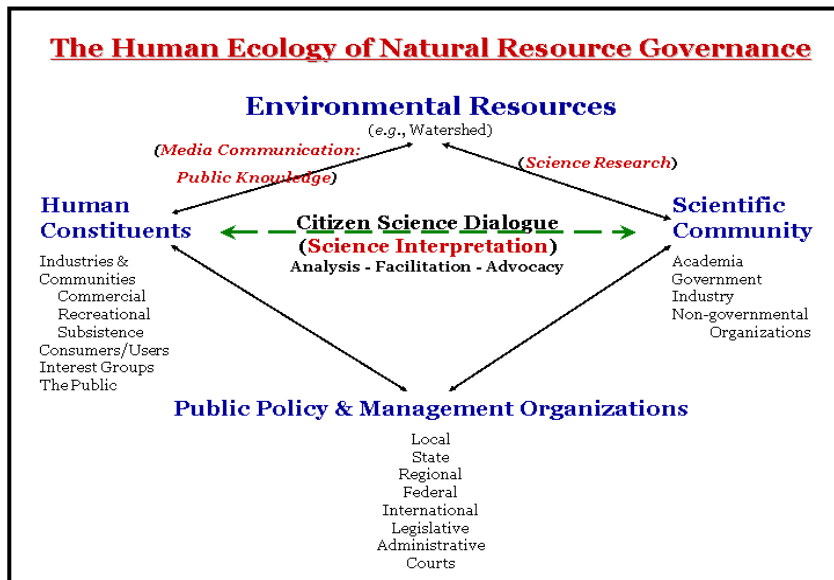 The Human Ecology of Natural Resource Governance
Environmental Resources
(e.g., Watershed)
(Media Communication:
Public Knowledge)
(Science Research)
Human
Constituents
Industries &
Communities
Commercial
Recreational
Subsistence
Consumers/Users
Interest Groups
The Public
Citizen Science Dialogue
(Science Interpretation)
Analysis - Facilitation - Advocacy
Scientific
Community
Academia
Government
Industry
Non-governmental
Organizations
Public Policy & Management Organizations
Local
State
Regional
Federal
International
Legislative
Administrative
Courts